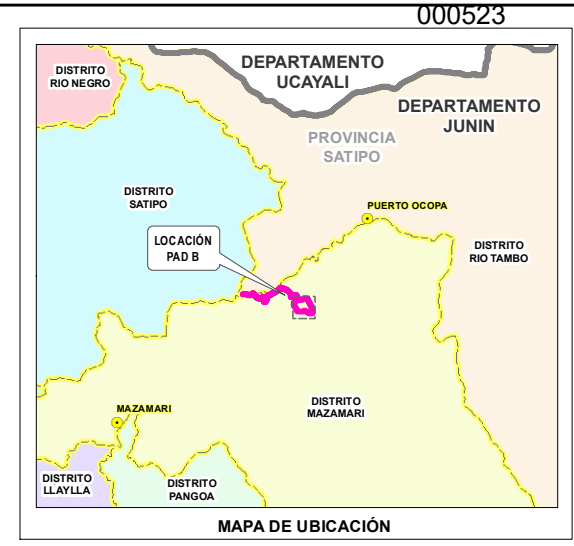 000523
DEPARTAMENTO
UCAYALI
DISTRITO
RIO NEGRO
DEPARTAMENTO
JUNIN
PROVINCIA
SATIPO
DISTRITO
SATIPO
PUERTO OCOPA
LOCACIÓN
PAD B
DISTRITO
RIO TAMBO
MAZAMARI
DISTRITO
MAZAMARI
DISTRITO
LLAYLLA
DISTRITO
PANGOA
MAPA DE UBICACIÓN